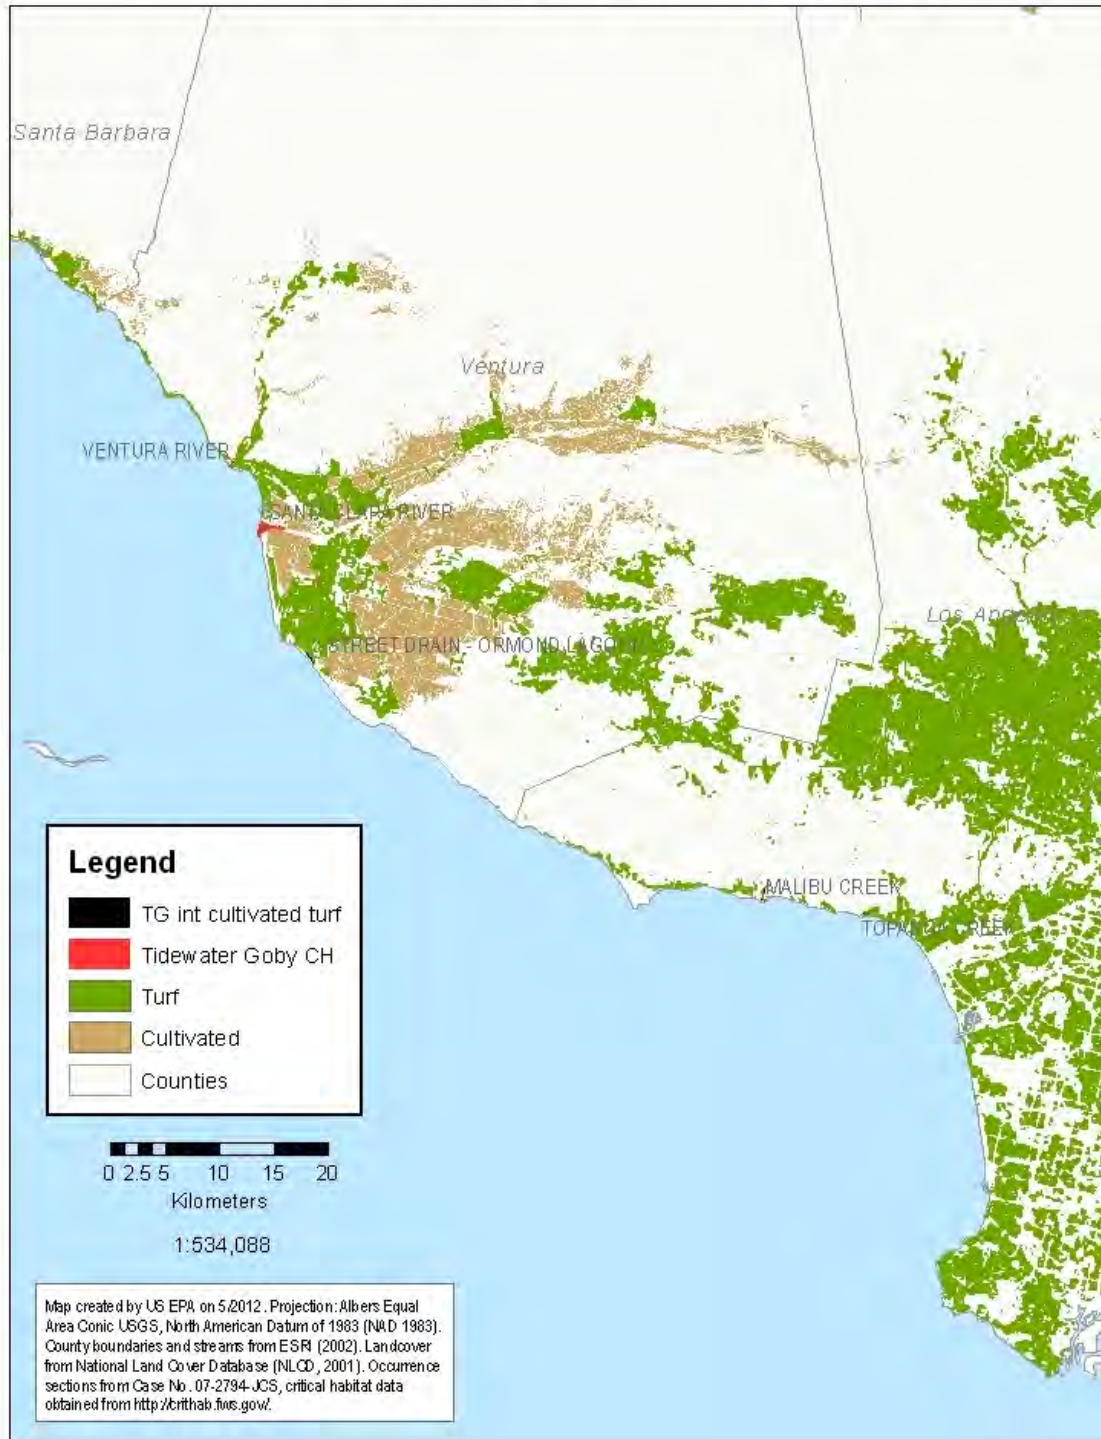 Santa Barbara
Ventura
VENTURA RIVER
SANTA CLARA RIVER
Los Angeles
STREET DRAIN - ORMOND LAGOON
MALIBU CREEK
TOPANGA CREEK
Legend
TG int cultivated turf
Tidewater Goby CH
Turf
Cultivated
Counties
0 2.5 5 10 15 20
Kilometers
1:534,088
Map created by US EPA on 5/2012. Projection: Albers Equal
Area Conic USGS, North American Datum of 1983 (NAD 1983).
County boundaries and streams from ESRI (2002). Landcover
from National Land Cover Database (NLCD, 2001). Occurrence
sections from Case No. 07-2794-JCS, critical habitat data
obtained from http://crithab.fws.gov/.